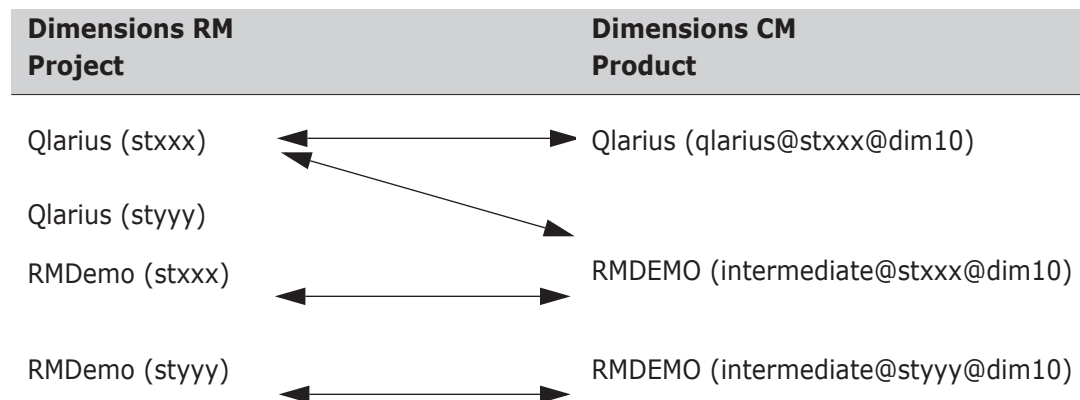 Dimensions RM Project
Dimensions CM Product
Qlarius (stxxx)
Qlarius (qlarius@stxxx@dim10)
Qlarius (styyy)
RMDemo (stxxx)
RMDEMO (intermediate@stxxx@dim10)
RMDemo (styyy)
RMDEMO (intermediate@styyy@dim10)